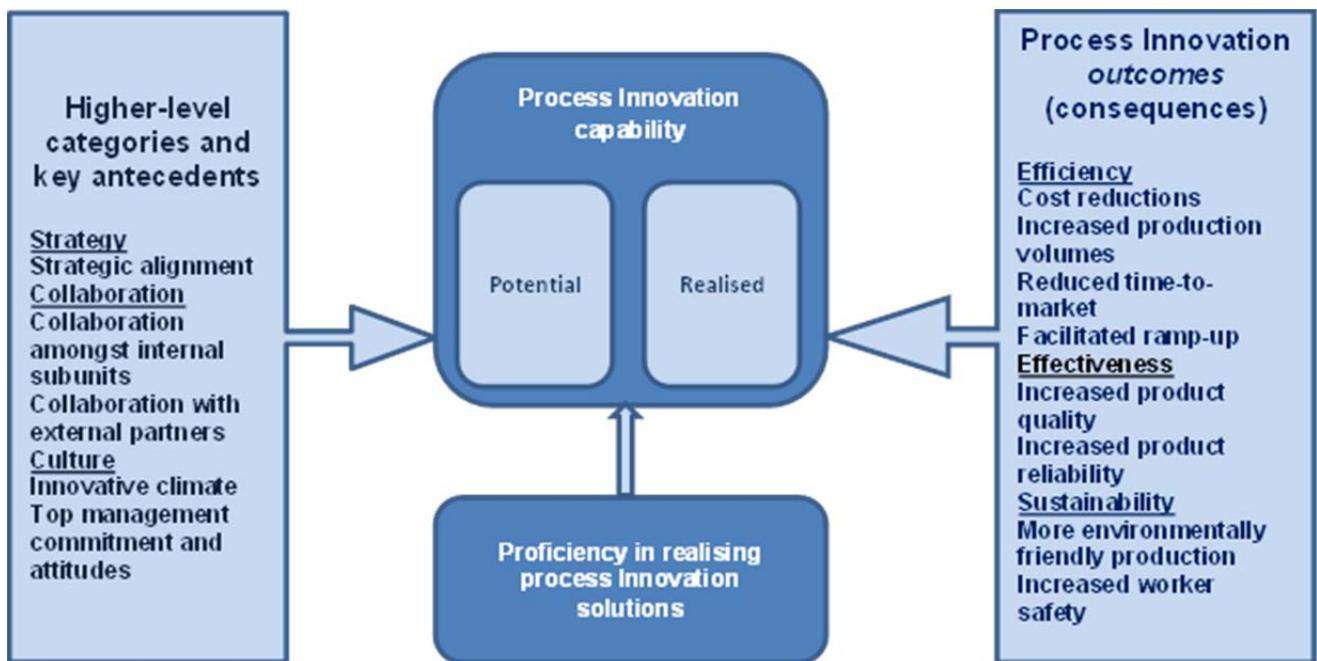 Higher-level
categories and
key antecedents
Strategy
Strategic alignment
Collaboration
Collaboration
amongst internal
subunits
Collaboration with
external partners
Culture
Innovative climate
Top management
commitment and
attitudes
Process Innovation
capability
Potential
Realised
Proficiency in realising
process Innovation
solutions
Process Innovation
outcomes
(consequences)
Efficiency
Cost reductions
Increased production
volumes
Reduced time-to-
market
Facilitated ramp-up
Effectiveness
Increased product
quality
Increased product
reliability
Sustainability
More environmentally
friendly production
Increased worker
safety